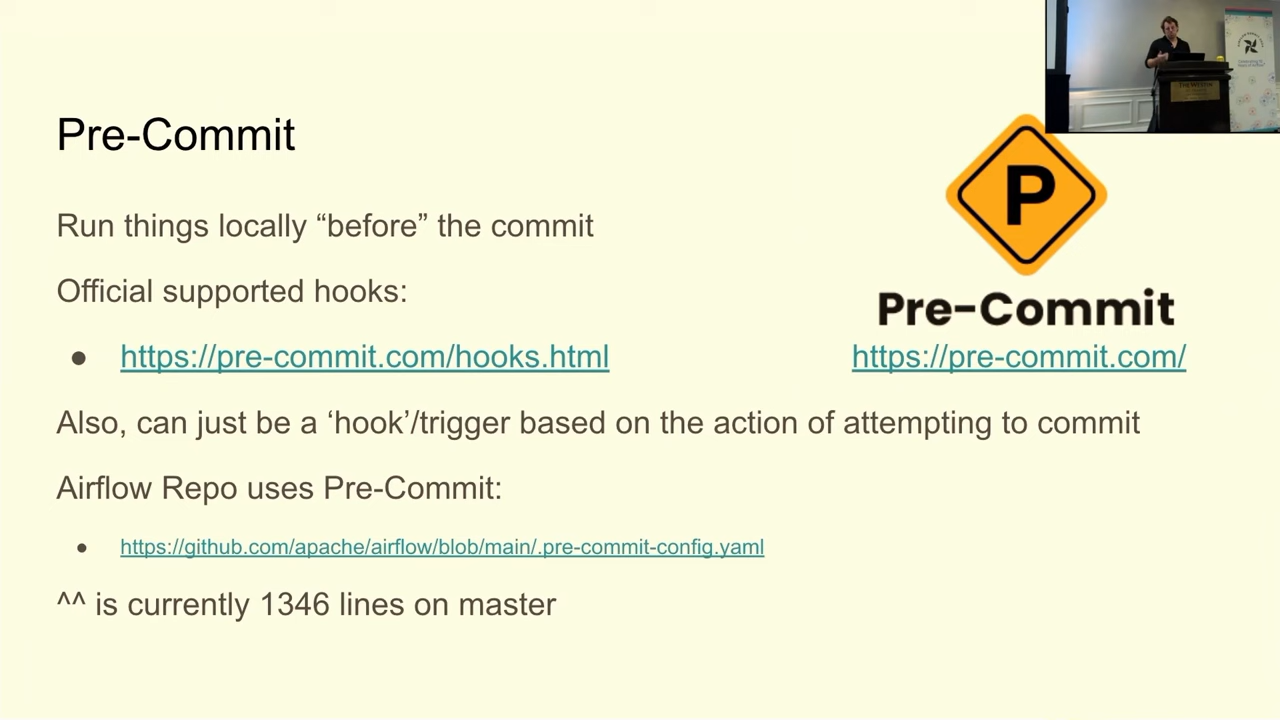 Pre-Commit
Run things locally “before” the commit
Official supported hooks:
● https://pre-commit.com/hooks.html
Also, can just be a ‘hook’/trigger based on the action of attempting to commit
Airflow Repo uses Pre-Commit:
● https://github.com/apache/airflow/blob/main/.pre-commit-config.yaml
^^ is currently 1346 lines on master
P
Pre-Commit
https://pre-commit.com/
THE WESTIN